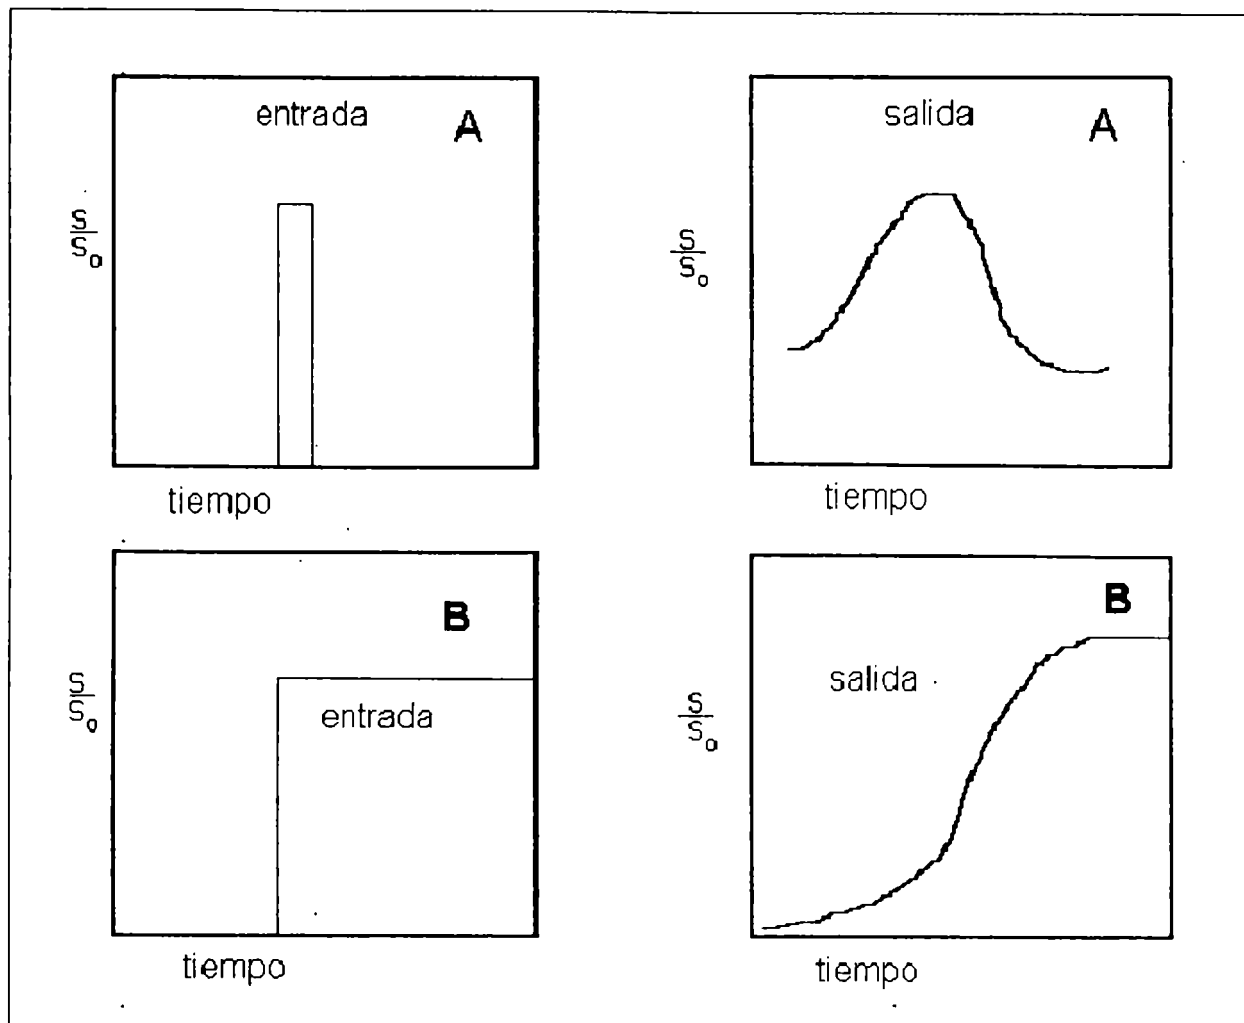 entrada A
S
S₀
tiempo
salida A
S
S₀
tiempo
B
S
S₀
entrada
tiempo
B
salida
S
S₀
tiempo